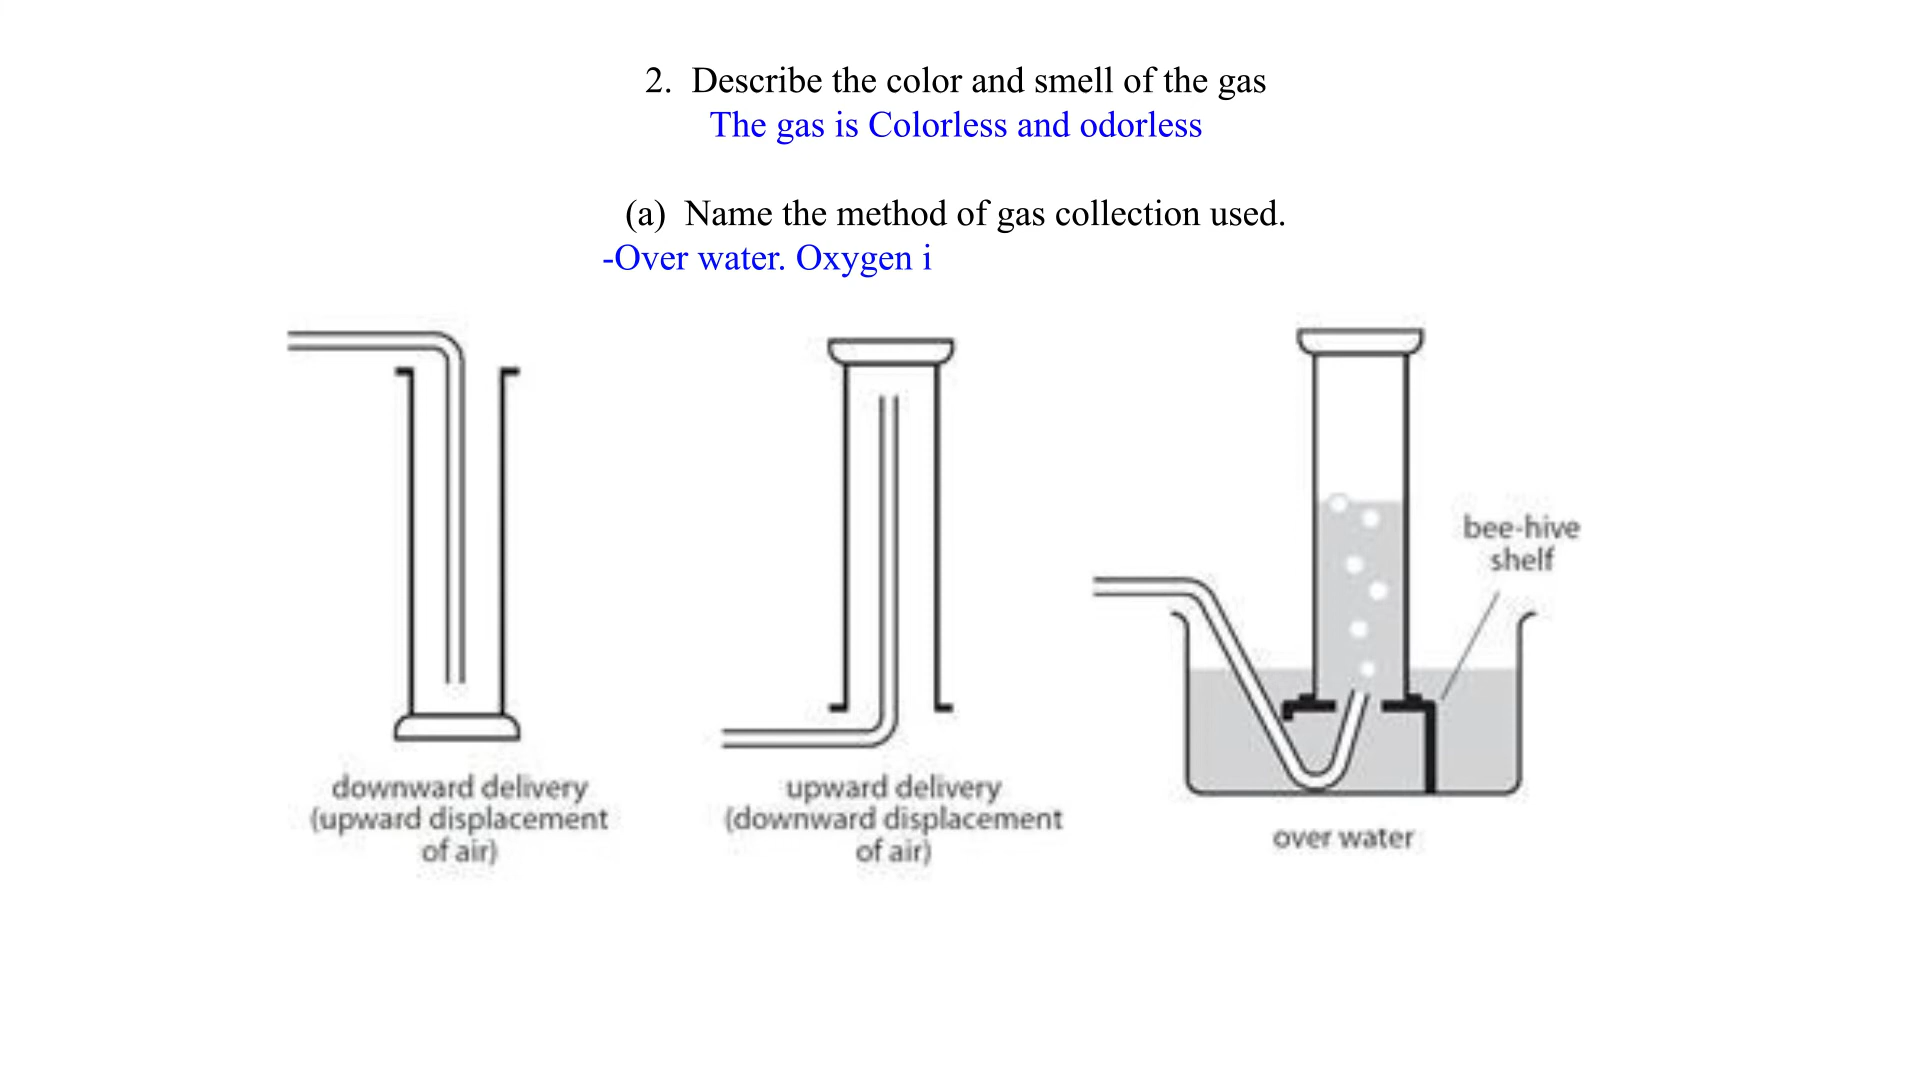 2. Describe the color and smell of the gas
The gas is Colorless and odorless
(a) Name the method of gas collection used.
-Over water. Oxygen i
bee-hive
shelf
downward delivery
(upward displacement
of air)
upward delivery
(downward displacement
of air)
over water